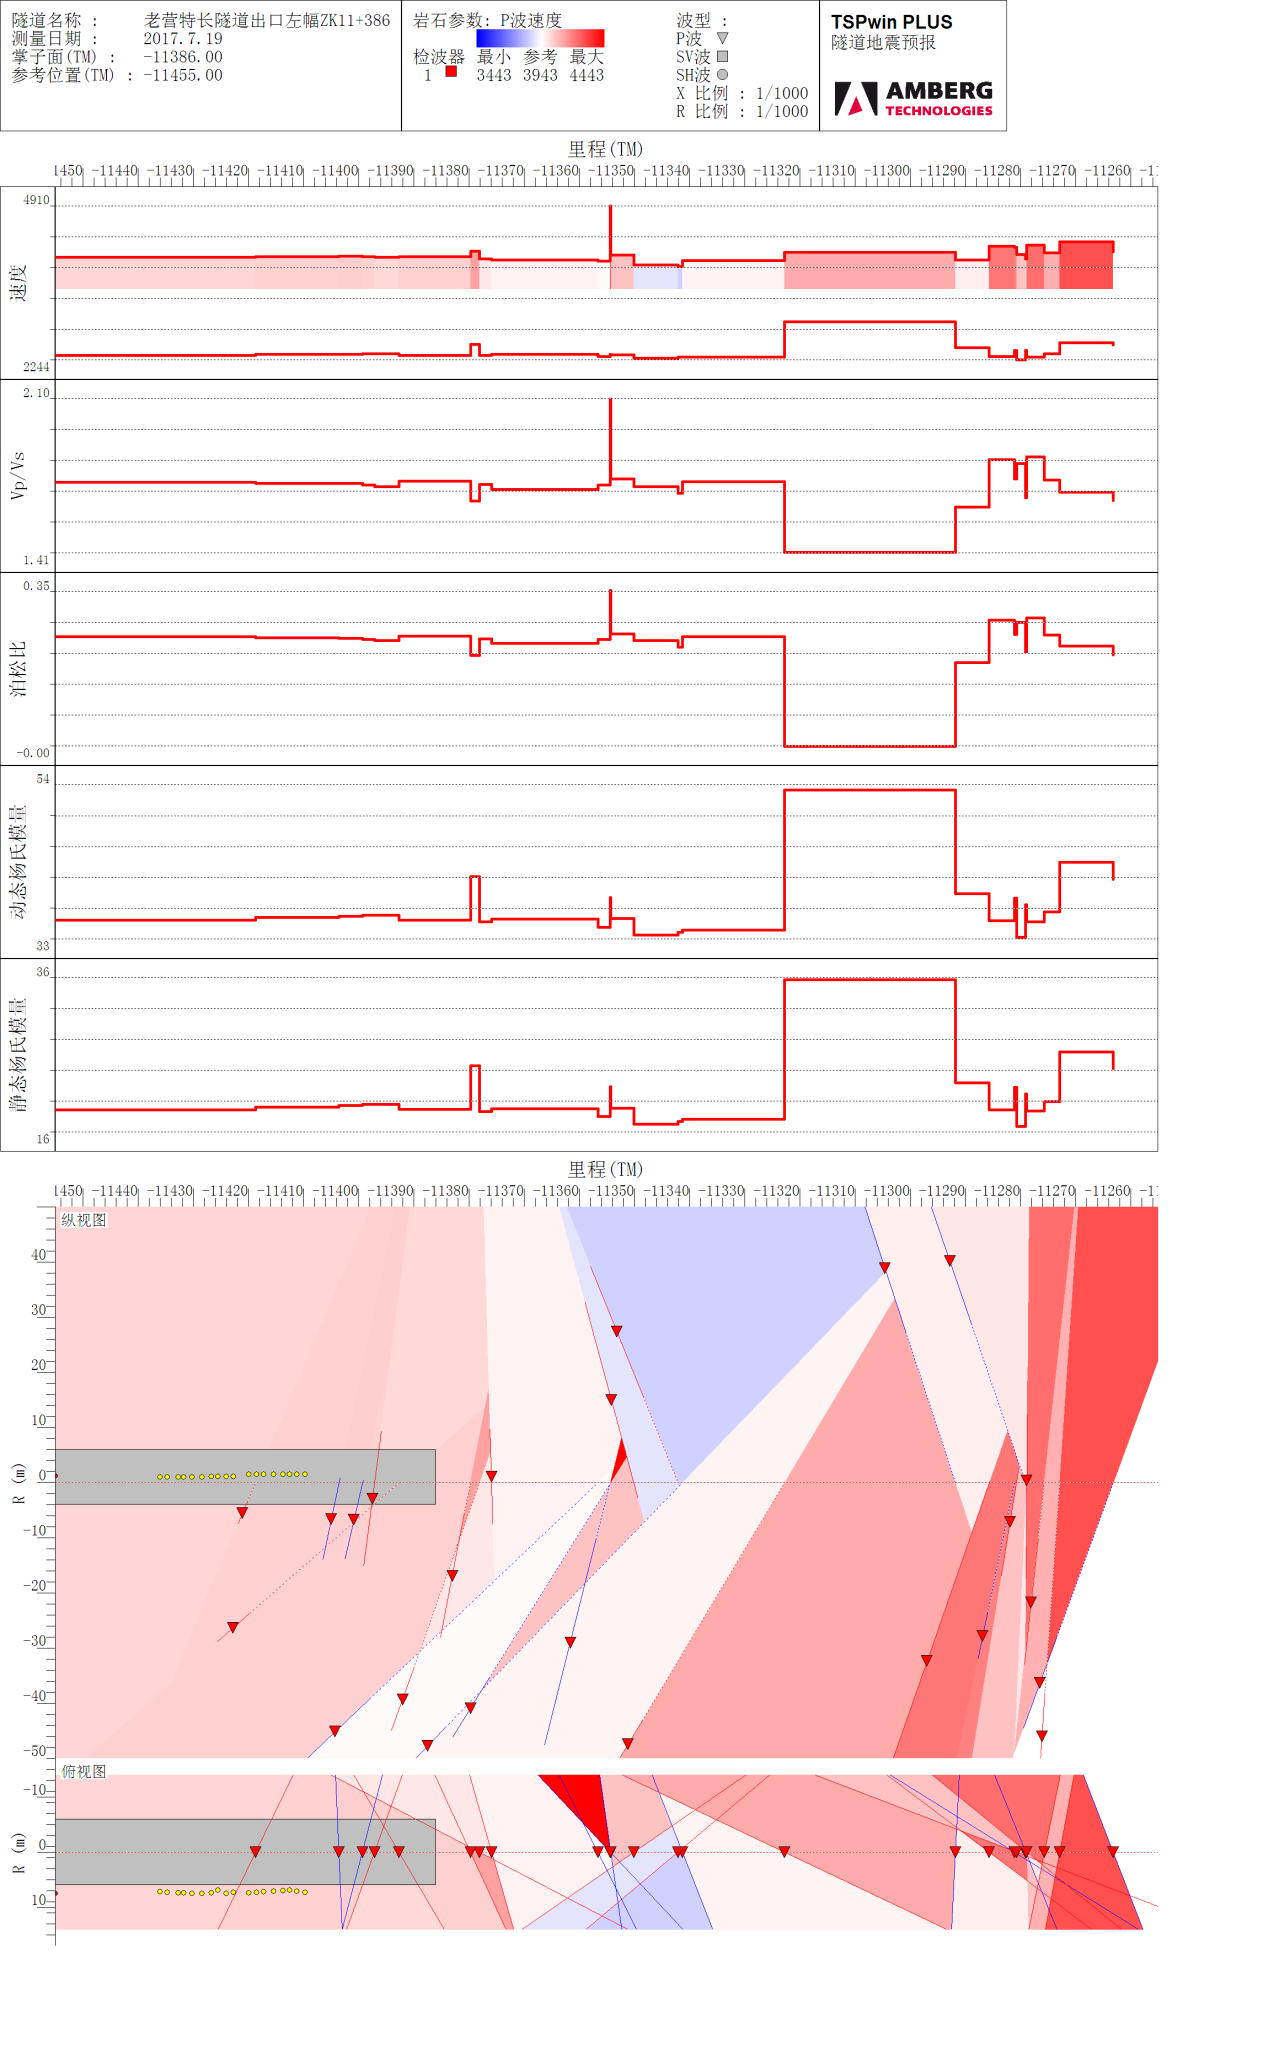 隧道名称 : 老营特长隧道出口左幅ZK11+386
测量日期 : 2017.7.19
掌子面(TM) : -11386.00
参考位置(TM) : -11455.00
岩石参数: P波速度
检波器 最小 参考 最大
1 3443 3943 4443
波型 :
P波
SV波
SH波
X 比例 : 1/1000
R 比例 : 1/1000
TSPwin PLUS
隧道地震预报
AMBERG
TECHNOLOGIES
里程(TM)
1450 -11440 -11430 -11420 -11410 -11400 -11390 -11380 -11370 -11360 -11350 -11340 -11330 -11320 -11310 -11300 -11290 -11280 -11270 -11260
4910
速度
2244
2.10
Vp/Vs
1.41
0.35
泊松比
-0.00
54
动态杨氏模量
33
36
静态杨氏模量
16
里程(TM)
1450 -11440 -11430 -11420 -11410 -11400 -11390 -11380 -11370 -11360 -11350 -11340 -11330 -11320 -11310 -11300 -11290 -11280 -11270 -11260
纵视图
40
30
20
10
0
R (m)
-10
-20
-30
-40
-50
俯视图
-10
0
R (m)
10